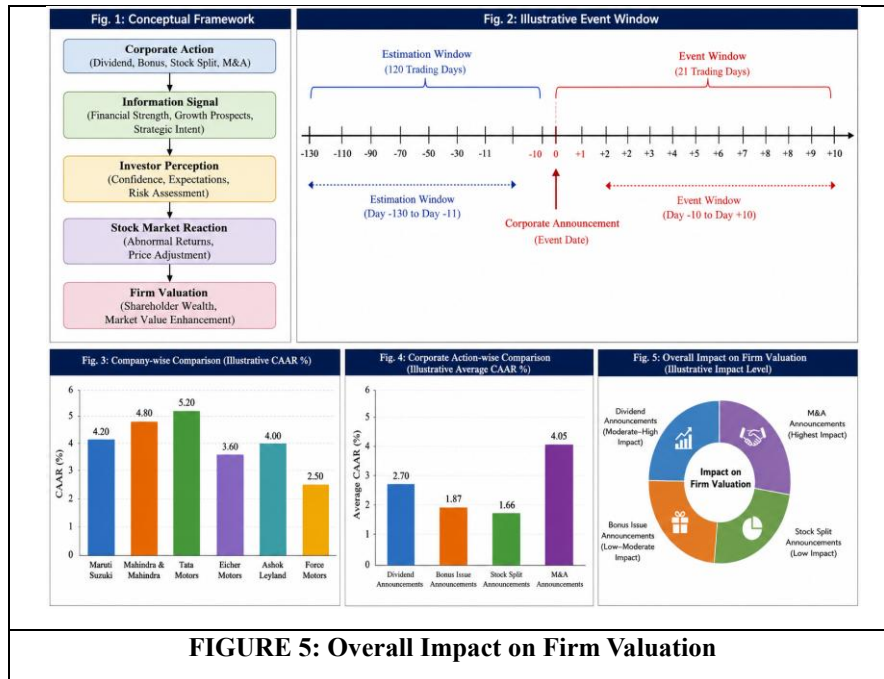 Fig. 1: Conceptual Framework
Corporate Action
(Dividend, Bonus, Stock Split, M&A)
Information Signal
(Financial Strength, Growth Prospects,
Strategic Intent)
Investor Perception
(Confidence, Expectations,
Risk Assessment)
Stock Market Reaction
(Abnormal Returns,
Price Adjustment)
Firm Valuation
(Shareholder Wealth,
Market Value Enhancement)
Fig. 2: Illustrative Event Window
Estimation Window
(120 Trading Days)
Event Window
(21 Trading Days)
-130 -110 -90 -70 -50 -30 -11 -10 0 +1 +2 +2 +3 +4 +5 +6 +7 +8 +8 +9 +10
Estimation Window
(Day -130 to Day -11)
Corporate Announcement
(Event Date)
Event Window
(Day -10 to Day +10)
Fig. 3: Company-wise Comparison (Illustrative CAAR %)
CAAR (%)
6
5
4
3
2
1
0
4.20
4.80
5.20
3.60
4.00
2.50
Maruti
Suzuki
Mahindra &
Mahindra
Tata
Motors
Eicher
Motors
Ashok
Leyland
Force
Motors
Fig. 4: Corporate Action-wise Comparison
(Illustrative Average CAAR %)
Average CAAR (%)
6
5
4
3
2
1
0
2.70
1.87
1.66
4.05
Dividend
Announcements
Bonus Issue
Announcements
Stock Split
Announcements
M&A
Announcements
Fig. 5: Overall Impact on Firm Valuation
(Illustrative Impact Level)
Dividend
Announcements
(Moderate–High
Impact)
M&A
Announcements
(Highest Impact)
Impact on
Firm Valuation
Bonus Issue
Announcements
(Low–Moderate
Impact)
Stock Split
Announcements
(Low Impact)
FIGURE 5: Overall Impact on Firm Valuation